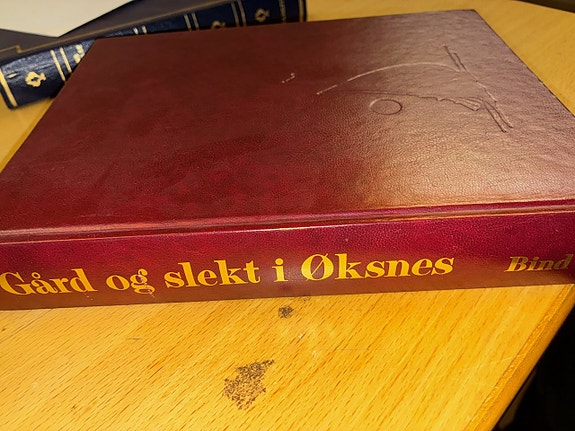 Gård og slekt i Øksnes Bind